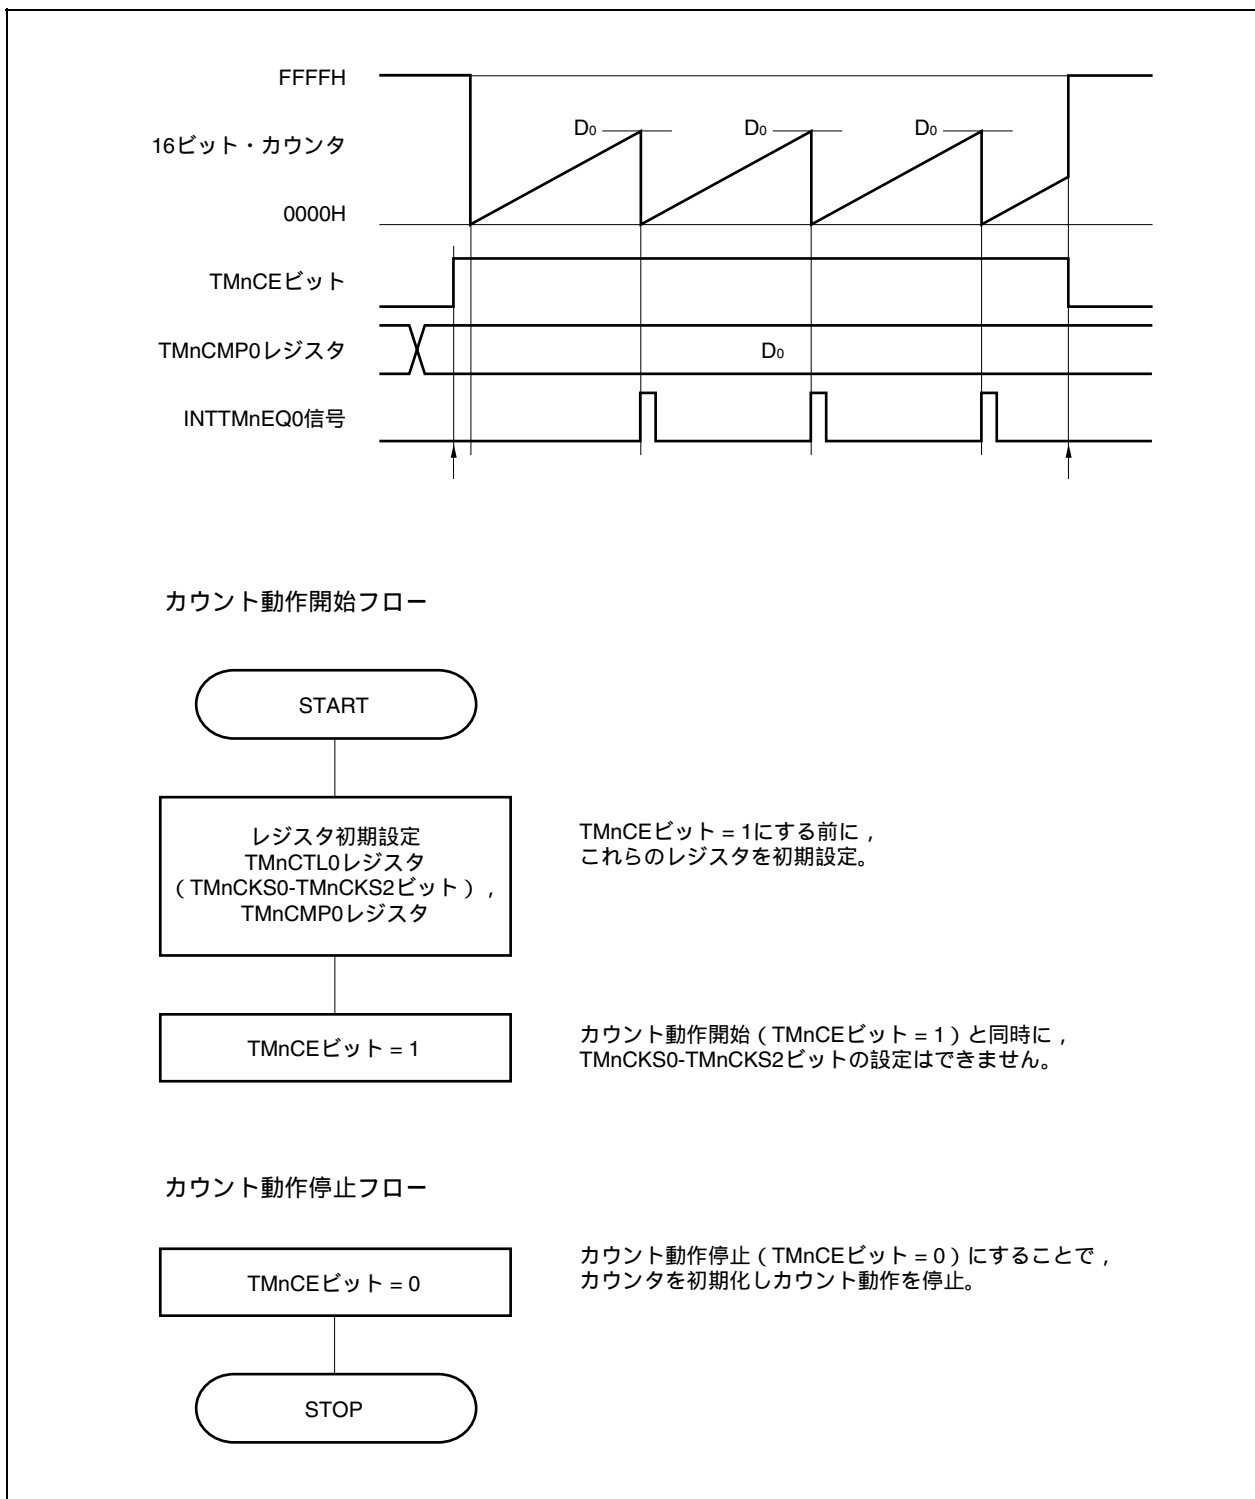 FFFFH
D0 D0 D0
16ビット・カウンタ
0000H
TMnCEビット
TMnCMP0レジスタ D0
INTTMnEQ0信号
カウント動作開始フロー
START
レジスタ初期設定
TMnCTL0レジスタ
（TMnCKS0-TMnCKS2ビット），
TMnCMP0レジスタ
TMnCEビット = 1にする前に，
これらのレジスタを初期設定。
TMnCEビット = 1
カウント動作開始（TMnCEビット = 1）と同時に，
TMnCKS0-TMnCKS2ビットの設定はできません。
カウント動作停止フロー
TMnCEビット = 0
カウント動作停止（TMnCEビット = 0）にすることで，
カウンタを初期化しカウント動作を停止。
STOP